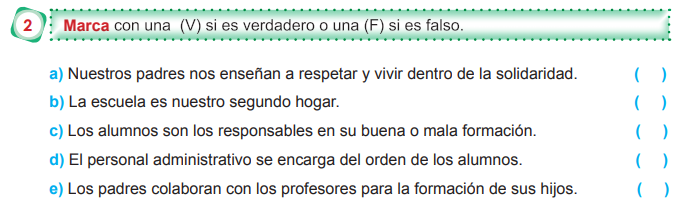 2 Marca con una (V) si es verdadero o una (F) si es falso.
a) Nuestros padres nos enseñan a respetar y vivir dentro de la solidaridad. ( )
b) La escuela es nuestro segundo hogar. ( )
c) Los alumnos son los responsables en su buena o mala formación. ( )
d) El personal administrativo se encarga del orden de los alumnos. ( )
e) Los padres colaboran con los profesores para la formación de sus hijos. ( )